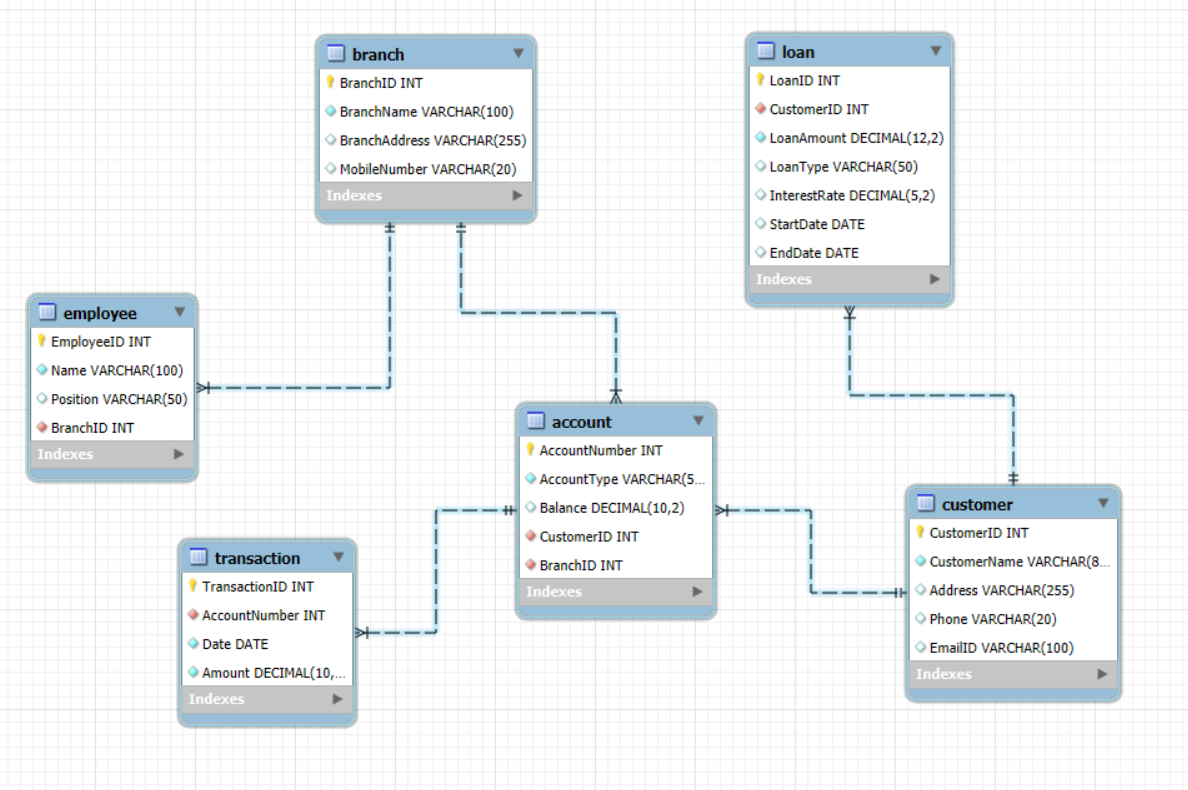 branch
BranchID INT
BranchName VARCHAR(100)
BranchAddress VARCHAR(255)
MobileNumber VARCHAR(20)
Indexes
loan
LoanID INT
CustomerID INT
LoanAmount DECIMAL(12,2)
LoanType VARCHAR(50)
InterestRate DECIMAL(5,2)
StartDate DATE
EndDate DATE
Indexes
employee
EmployeeID INT
Name VARCHAR(100)
Position VARCHAR(50)
BranchID INT
Indexes
account
AccountNumber INT
AccountType VARCHAR(5...
Balance DECIMAL(10,2)
CustomerID INT
BranchID INT
Indexes
customer
CustomerID INT
CustomerName VARCHAR(8...
Address VARCHAR(255)
Phone VARCHAR(20)
EmailID VARCHAR(100)
Indexes
transaction
TransactionID INT
AccountNumber INT
Date DATE
Amount DECIMAL(10,...
Indexes